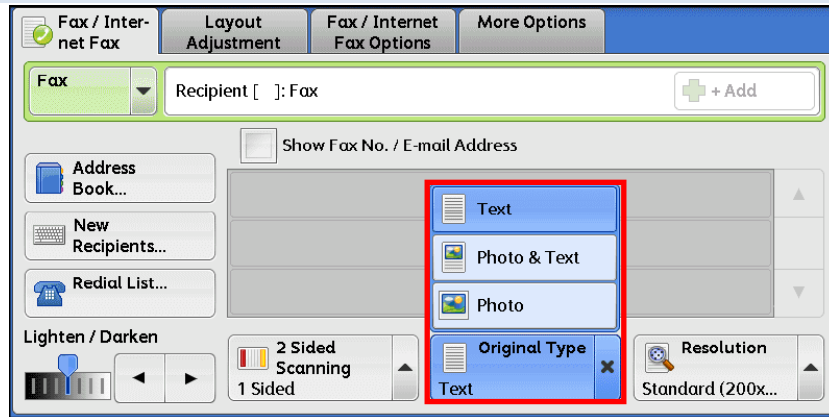 Fax / Inter-
net Fax
Layout
Adjustment
Fax / Internet
Fax Options
More Options
Fax
Recipient [   ]: Fax
+ Add
Show Fax No. / E-mail Address
Address
Book...
New
Recipients...
Redial List...
Text
Photo & Text
Photo
Lighten / Darken
2 Sided
Scanning
1 Sided
Original Type
Text
Resolution
Standard (200x...